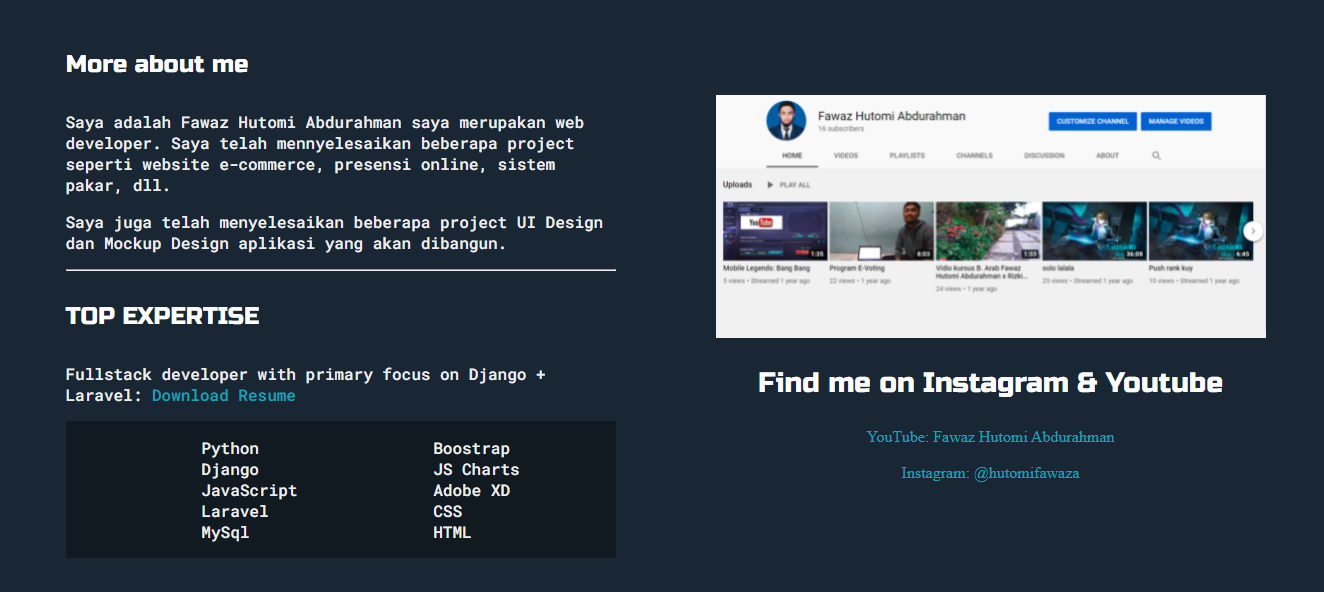 More about me
Saya adalah Fawaz Hutomi Abdurahman saya merupakan web
developer. Saya telah mennyelesaikan beberapa project
seperti website e-commerce, presensi online, sistem
pakar, dll.
Saya juga telah menyelesaikan beberapa project UI Design
dan Mockup Design aplikasi yang akan dibangun.
TOP EXPERTISE
Fullstack developer with primary focus on Django +
Laravel: Download Resume
Python
Django
JavaScript
Laravel
MySql
Boostrap
JS Charts
Adobe XD
CSS
HTML
Fawaz Hutomi Abdurahman
16 subscribers
CUSTOMIZE CHANNEL MANAGE VIDEOS
HOME VIDEOS PLAYLISTS CHANNELS DISCUSSION ABOUT
Uploads PLAY ALL
YouTube
1:35 8:03 1:33 36:08 6:45
Mobile Legends: Bang Bang
5 views • Streamed 1 year ago
Program E-Voting
22 views • 1 year ago
Vidio kursus B. Arab Fawaz
Hutomi Abdurahman x Rizki...
24 views • 1 year ago
solo lalala
25 views • Streamed 1 year ago
Push rank kuy
10 views • Streamed 1 year ago
Find me on Instagram & Youtube
YouTube: Fawaz Hutomi Abdurahman
Instagram: @hutomifawaza